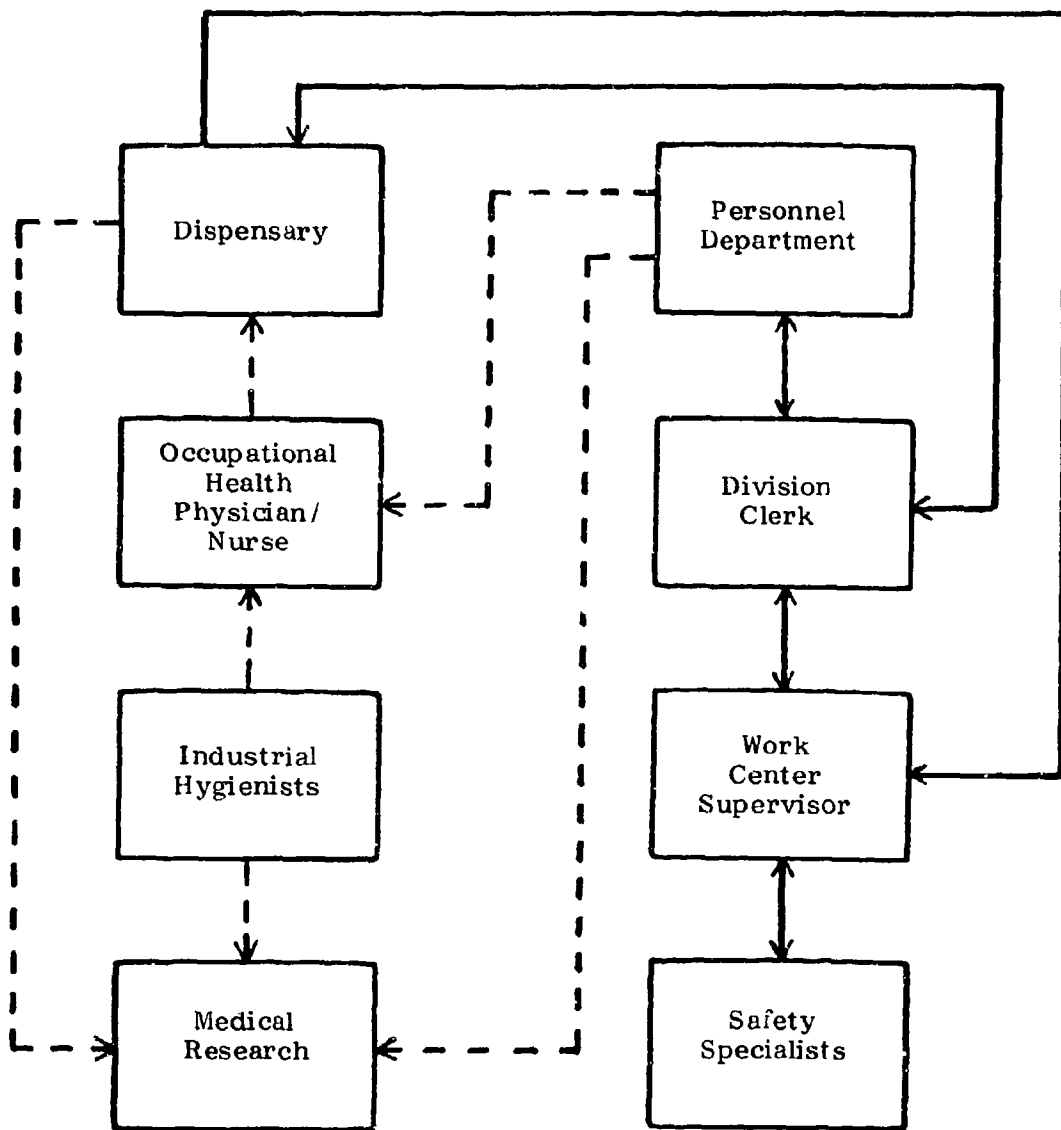 Dispensary
Personnel
Department
Occupational
Health
Physician/
Nurse
Division
Clerk
Industrial
Hygienists
Work
Center
Supervisor
Medical
Research
Safety
Specialists